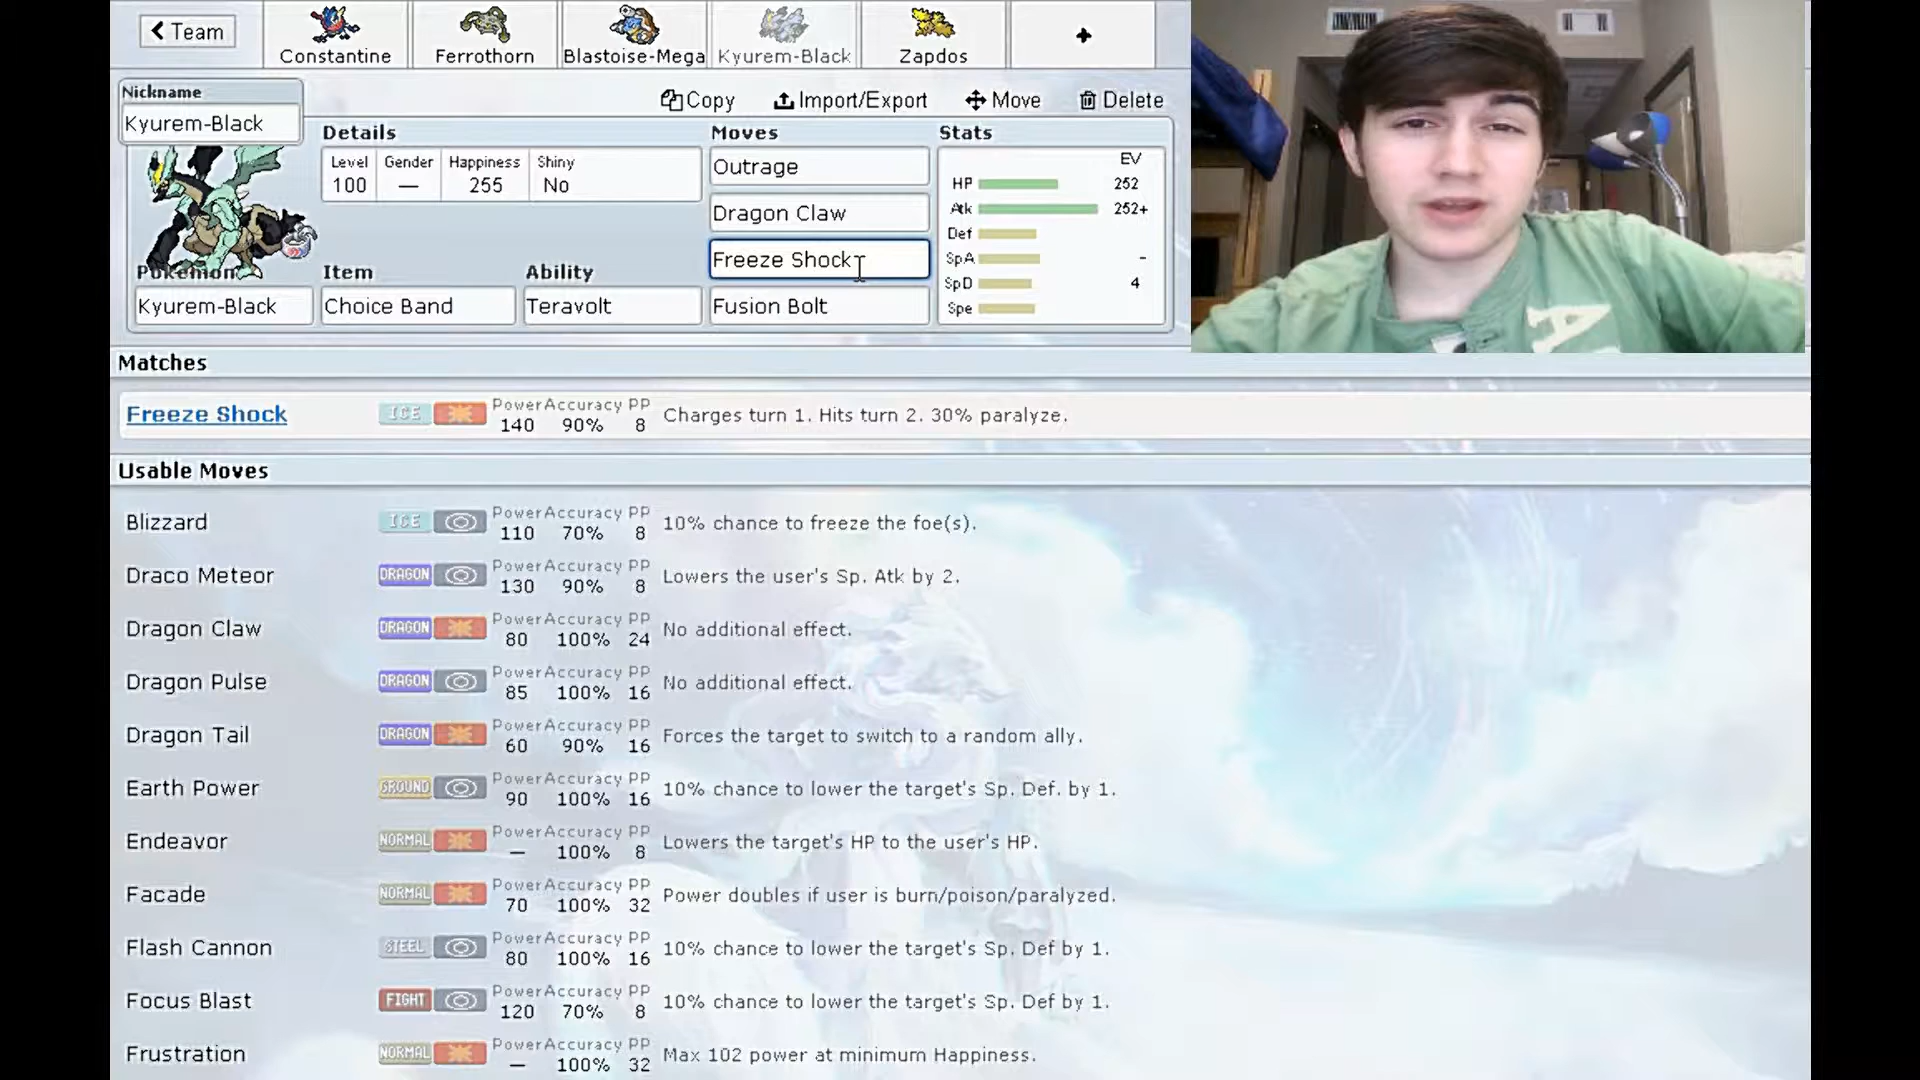 Team
Constantine
Ferrothorn
Blastoise-Mega
Kyurem-Black
Zapdos
Nickname
Kyurem-Black
Copy
Import/Export
Move
Delete
Details
Moves
Stats
Level
Gender
Happiness
Shiny
100
—
255
No
Outrage
Dragon Claw
Freeze Shock
Fusion Bolt
EV
HP 252
Atk 252+
Def
SpA -
SpD 4
Spe
Pokemon
Item
Ability
Kyurem-Black
Choice Band
Teravolt
Matches
Freeze Shock ICE Power 140 Accuracy 90% PP 8 Charges turn 1. Hits turn 2. 30% paralyze.
Usable Moves
Blizzard ICE Power 110 Accuracy 70% PP 8 10% chance to freeze the foe(s).
Draco Meteor DRAGON Power 130 Accuracy 90% PP 8 Lowers the user's Sp. Atk by 2.
Dragon Claw DRAGON Power 80 Accuracy 100% PP 24 No additional effect.
Dragon Pulse DRAGON Power 85 Accuracy 100% PP 16 No additional effect.
Dragon Tail DRAGON Power 60 Accuracy 90% PP 16 Forces the target to switch to a random ally.
Earth Power GROUND Power 90 Accuracy 100% PP 16 10% chance to lower the target's Sp. Def. by 1.
Endeavor NORMAL Power — Accuracy 100% PP 8 Lowers the target's HP to the user's HP.
Facade NORMAL Power 70 Accuracy 100% PP 32 Power doubles if user is burn/poison/paralyzed.
Flash Cannon STEEL Power 80 Accuracy 100% PP 16 10% chance to lower the target's Sp. Def by 1.
Focus Blast FIGHT Power 120 Accuracy 70% PP 8 10% chance to lower the target's Sp. Def by 1.
Frustration NORMAL Power — Accuracy 100% PP 32 Max 102 power at minimum Happiness.